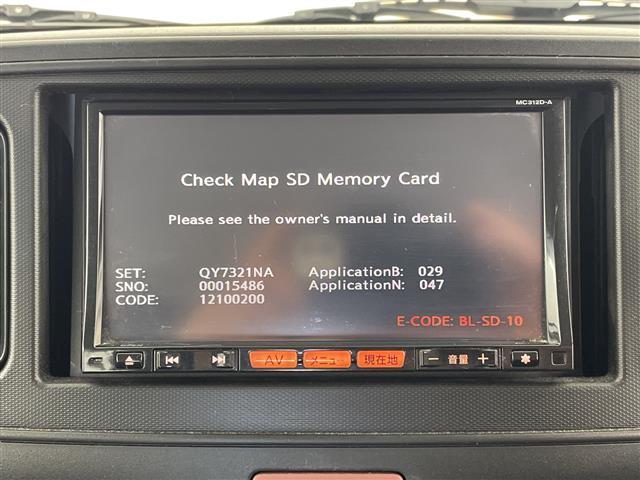 MC312D-A
Check Map SD Memory Card
Please see the owner's manual in detail.
SET: QY7321NA ApplicationB: 029
SNO: 00015486 ApplicationN: 047
CODE: 12100200
E-CODE: BL-SD-10
AV メニュー 現在地 − 音量 +